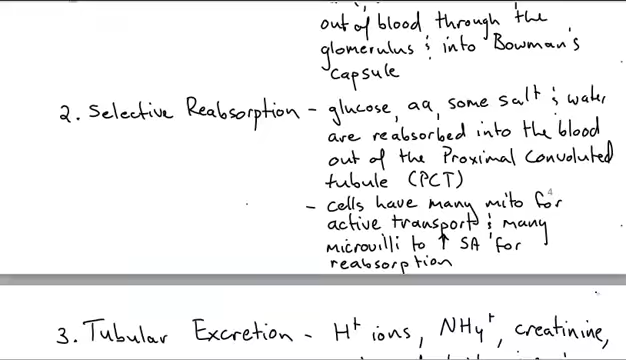 out of blood through the
glomerulus & into Bowman's
capsule
2. Selective Reabsorption - glucose, aa, some salt & water
are reabsorbed into the blood
out of the Proximal Convoluted
tubule (PCT)
- cells have many mito for
active transport & many
microvilli to ↑ SA for
reabsorption
3. Tubular Excretion - H⁺ ions, NH4⁺, creatinine,